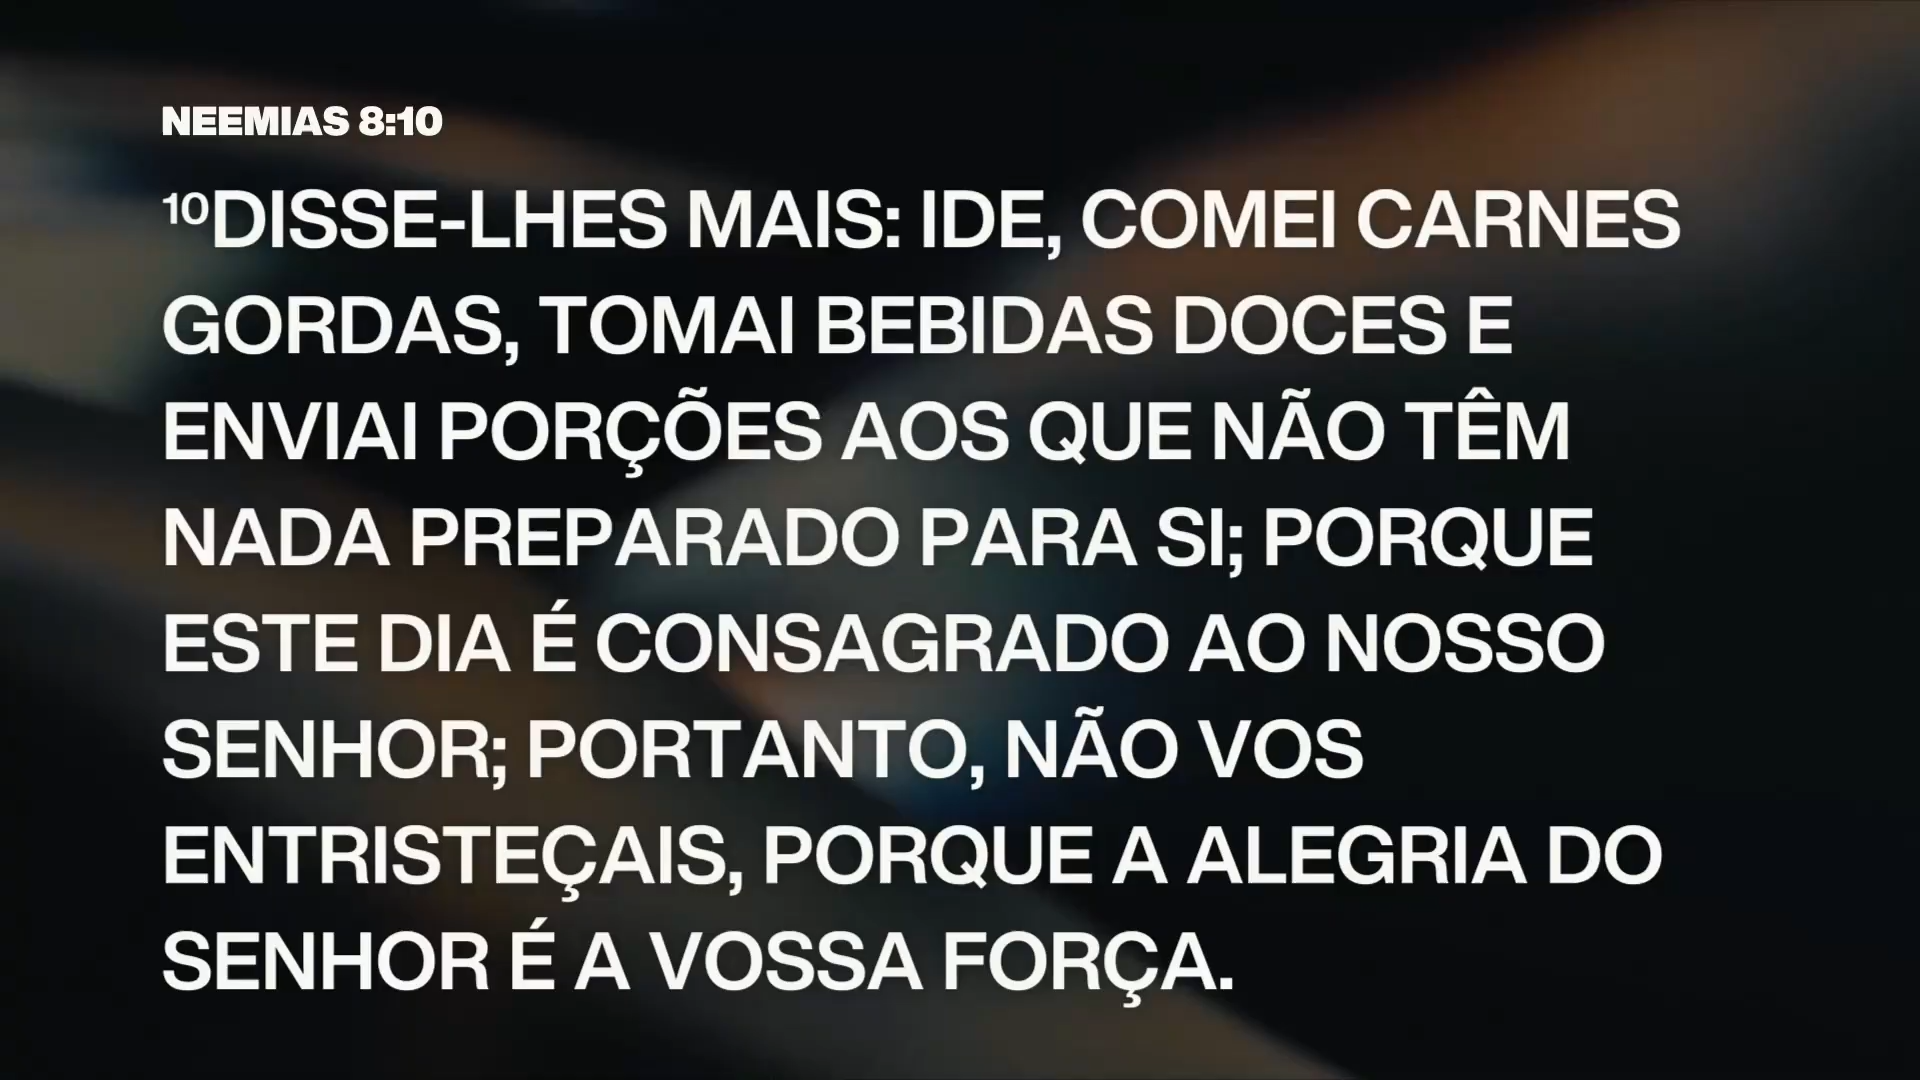 NEEMIAS 8:10
¹⁰DISSE-LHES MAIS: IDE, COMEI CARNES
GORDAS, TOMAI BEBIDAS DOCES E
ENVIAI PORÇÕES AOS QUE NÃO TÊM
NADA PREPARADO PARA SI; PORQUE
ESTE DIA É CONSAGRADO AO NOSSO
SENHOR; PORTANTO, NÃO VOS
ENTRISTEÇAIS, PORQUE A ALEGRIA DO
SENHOR É A VOSSA FORÇA.